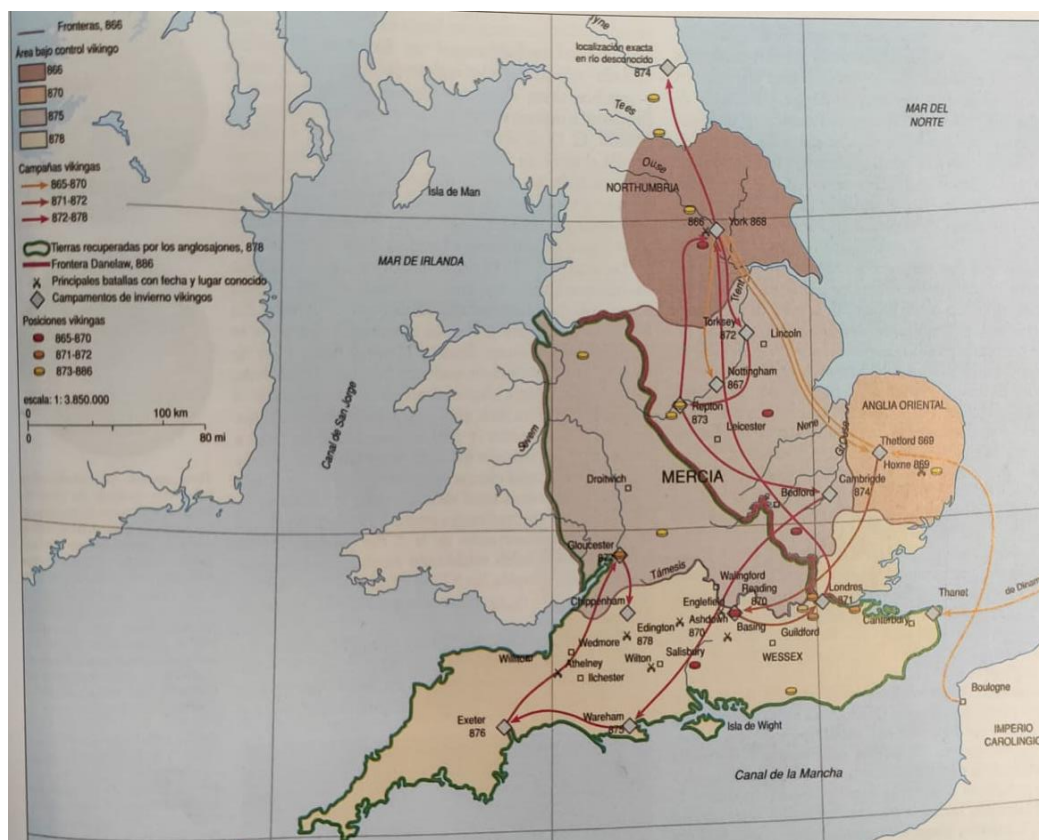 Fronteras, 866
Área bajo control vikingo
866
870
875
878
Campañas vikingas
865-870
871-872
872-878
Tierras recuperadas por los anglosajones, 878
Frontera Danelaw, 886
Principales batallas con fecha y lugar conocido
Campamentos de invierno vikingos
Posiciones vikingas
865-870
871-872
873-886
escala: 1: 3.850.000
0 100 km
0 80 mi
yne
localización exacta
en río desconocido
874
Tees
MAR DEL
NORTE
Ouse
NORTHUMBRIA
Isla de Man
866
York 868
MAR DE IRLANDA
Trent
Torksey
872
Lincoln
Nottingham
867
Repton
873
Leicester
ANGLIA ORIENTAL
Canal de San Jorge
Severn
Nene
Thetford 869
Hoxne 869
Droitwich
MERCIA
Bedford
Cambrigde
874
Gloucester
Támesis
Walingford
Reading
870
Londres
871
Thanet
Chippenham
Englefield
Ashdown
870
Basing
Guildford
Canterbury
Edington
878
Wedmore
Wilton
Salisbury
WESSEX
Athelney
Ilchester
Boulogne
Exeter
876
Wareham
875
Isla de Wight
IMPERIO
CAROLINGIO
Canal de la Mancha